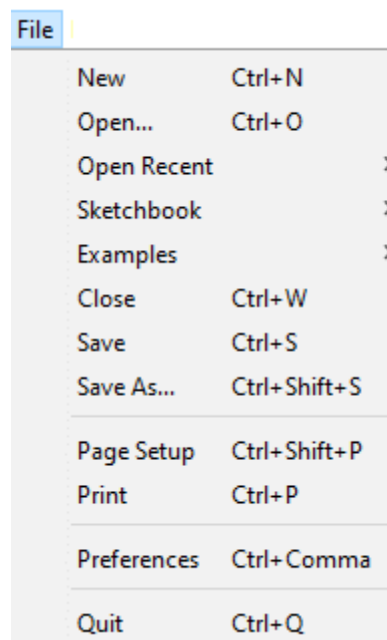 File
New Ctrl+N
Open... Ctrl+O
Open Recent
Sketchbook
Examples
Close Ctrl+W
Save Ctrl+S
Save As... Ctrl+Shift+S
Page Setup Ctrl+Shift+P
Print Ctrl+P
Preferences Ctrl+Comma
Quit Ctrl+Q